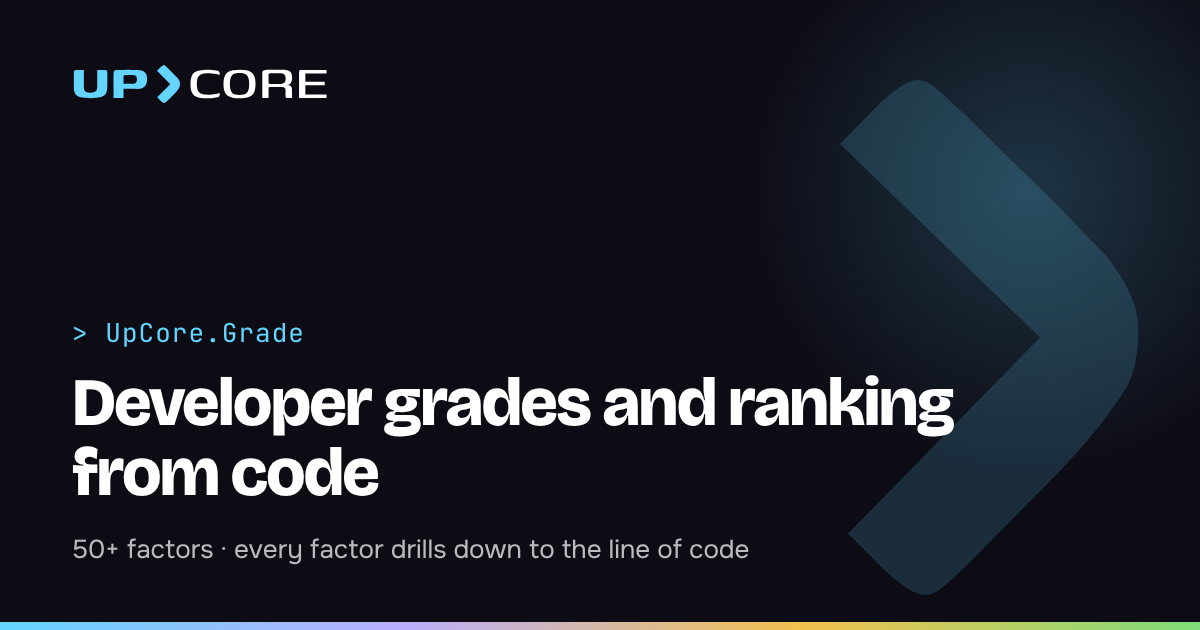 UP>CORE
> UpCore.Grade
Developer grades and ranking
from code
50+ factors · every factor drills down to the line of code